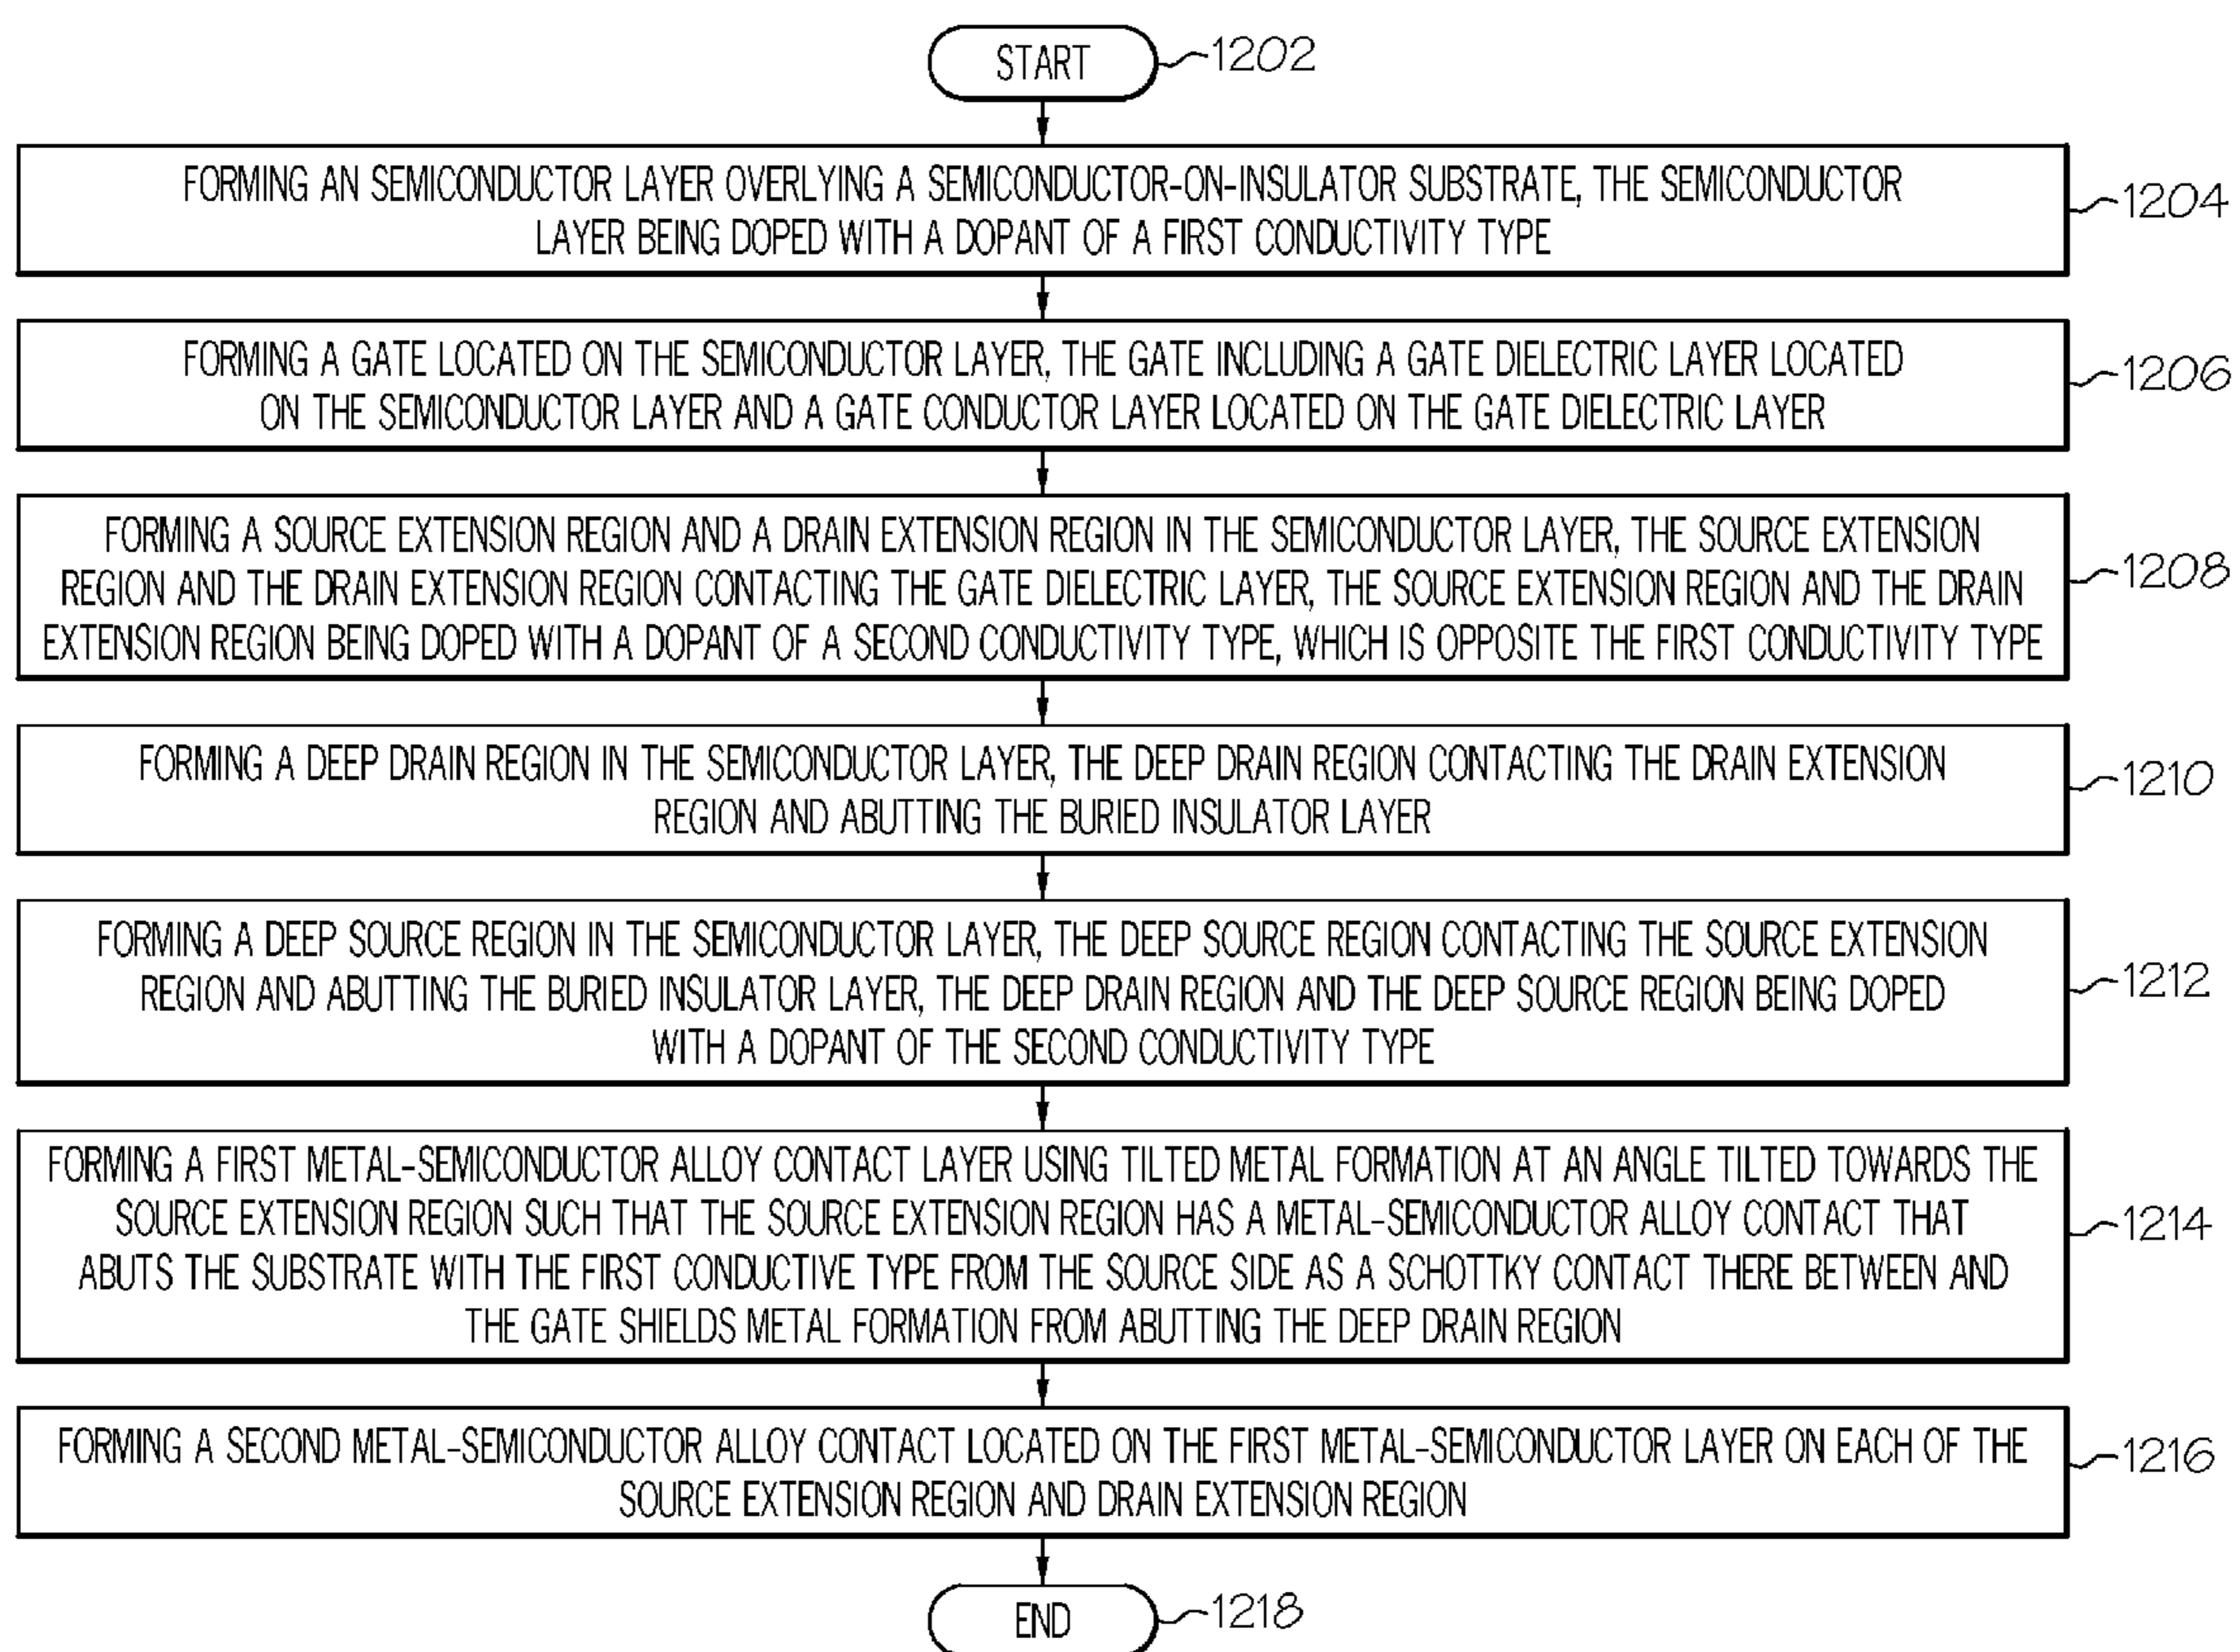 START
1202
FORMING AN SEMICONDUCTOR LAYER OVERLYING A SEMICONDUCTOR-ON-INSULATOR SUBSTRATE, THE SEMICONDUCTOR
LAYER BEING DOPED WITH A DOPANT OF A FIRST CONDUCTIVITY TYPE
1204
FORMING A GATE LOCATED ON THE SEMICONDUCTOR LAYER, THE GATE INCLUDING A GATE DIELECTRIC LAYER LOCATED
ON THE SEMICONDUCTOR LAYER AND A GATE CONDUCTOR LAYER LOCATED ON THE GATE DIELECTRIC LAYER
1206
FORMING A SOURCE EXTENSION REGION AND A DRAIN EXTENSION REGION IN THE SEMICONDUCTOR LAYER, THE SOURCE EXTENSION
REGION AND THE DRAIN EXTENSION REGION CONTACTING THE GATE DIELECTRIC LAYER, THE SOURCE EXTENSION REGION AND THE DRAIN
EXTENSION REGION BEING DOPED WITH A DOPANT OF A SECOND CONDUCTIVITY TYPE, WHICH IS OPPOSITE THE FIRST CONDUCTIVITY TYPE
1208
FORMING A DEEP DRAIN REGION IN THE SEMICONDUCTOR LAYER, THE DEEP DRAIN REGION CONTACTING THE DRAIN EXTENSION
REGION AND ABUTTING THE BURIED INSULATOR LAYER
1210
FORMING A DEEP SOURCE REGION IN THE SEMICONDUCTOR LAYER, THE DEEP SOURCE REGION CONTACTING THE SOURCE EXTENSION
REGION AND ABUTTING THE BURIED INSULATOR LAYER, THE DEEP DRAIN REGION AND THE DEEP SOURCE REGION BEING DOPED
WITH A DOPANT OF THE SECOND CONDUCTIVITY TYPE
1212
FORMING A FIRST METAL-SEMICONDUCTOR ALLOY CONTACT LAYER USING TILTED METAL FORMATION AT AN ANGLE TILTED TOWARDS THE
SOURCE EXTENSION REGION SUCH THAT THE SOURCE EXTENSION REGION HAS A METAL-SEMICONDUCTOR ALLOY CONTACT THAT
ABUTS THE SUBSTRATE WITH THE FIRST CONDUCTIVE TYPE FROM THE SOURCE SIDE AS A SCHOTTKY CONTACT THERE BETWEEN AND
THE GATE SHIELDS METAL FORMATION FROM ABUTTING THE DEEP DRAIN REGION
1214
FORMING A SECOND METAL-SEMICONDUCTOR ALLOY CONTACT LOCATED ON THE FIRST METAL-SEMICONDUCTOR LAYER ON EACH OF THE
SOURCE EXTENSION REGION AND DRAIN EXTENSION REGION
1216
END
1218